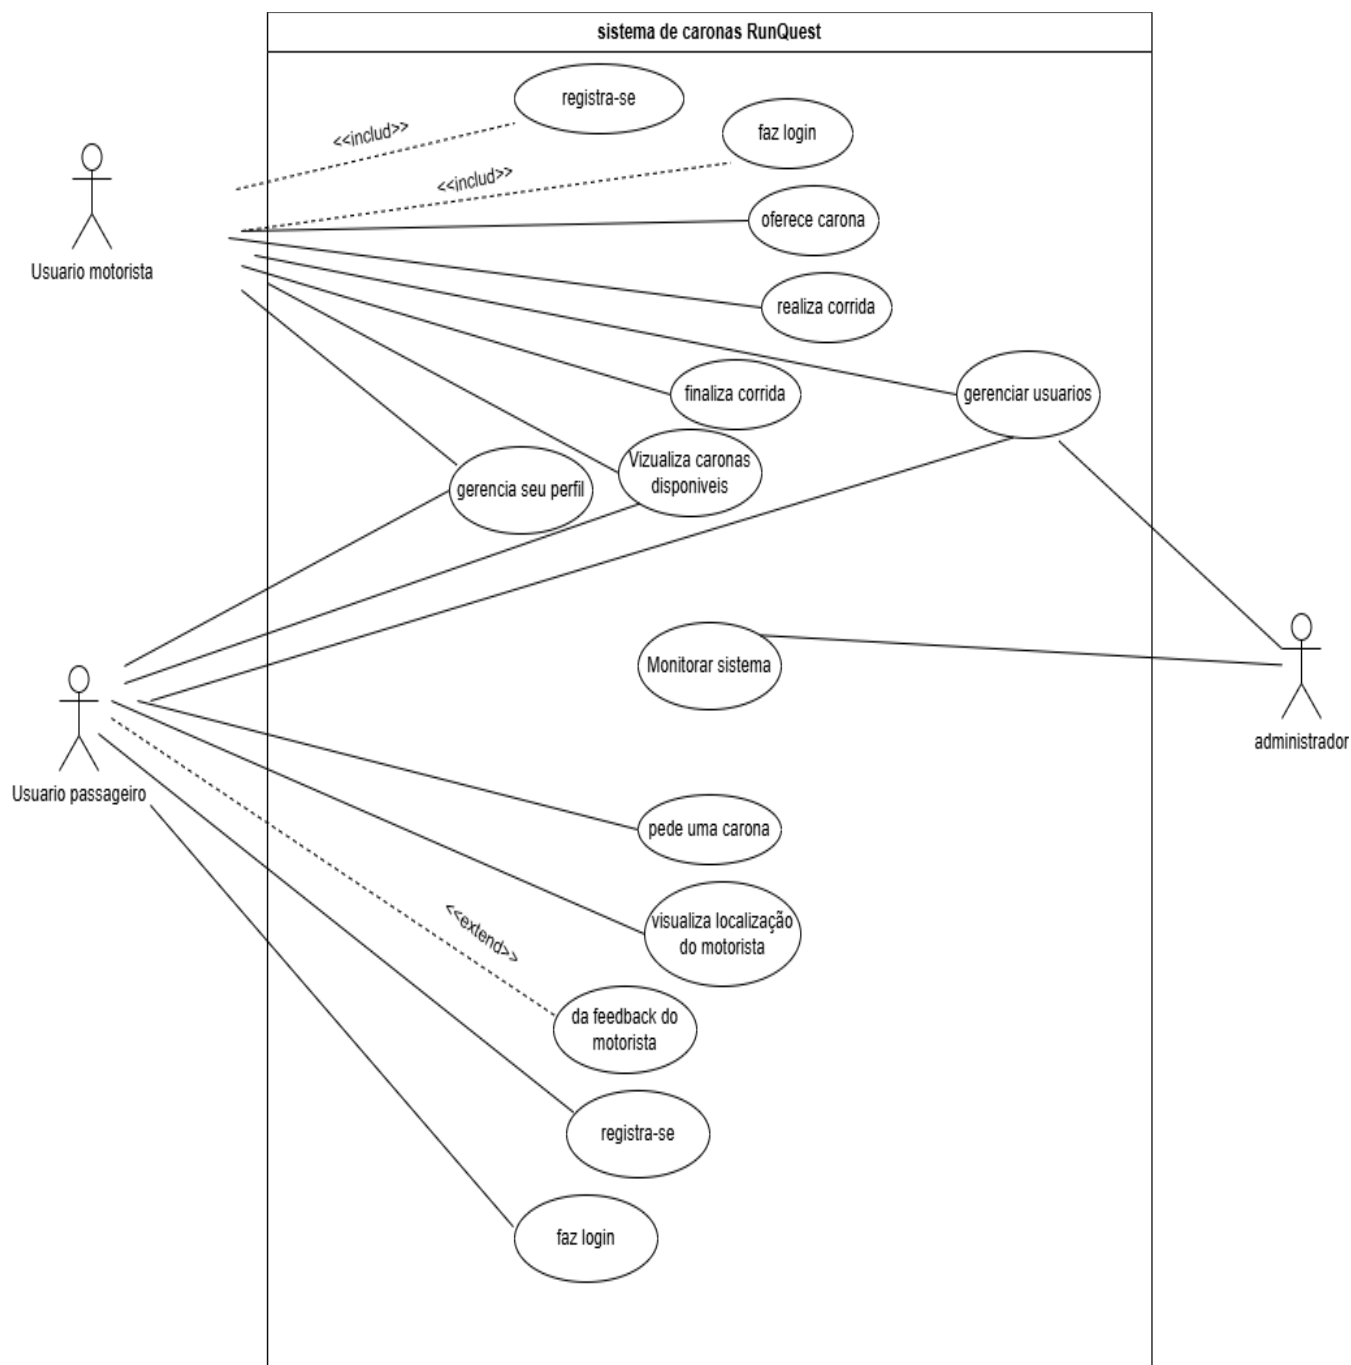 sistema de caronas RunQuest
registra-se
<<includ>>
faz login
<<includ>>
oferece carona
Usuario motorista
realiza corrida
finaliza corrida
gerenciar usuarios
Vizualiza caronas
disponiveis
gerencia seu perfil
Monitorar sistema
administrador
Usuario passageiro
pede uma carona
visualiza localização
do motorista
<<extend>>
da feedback do
motorista
registra-se
faz login